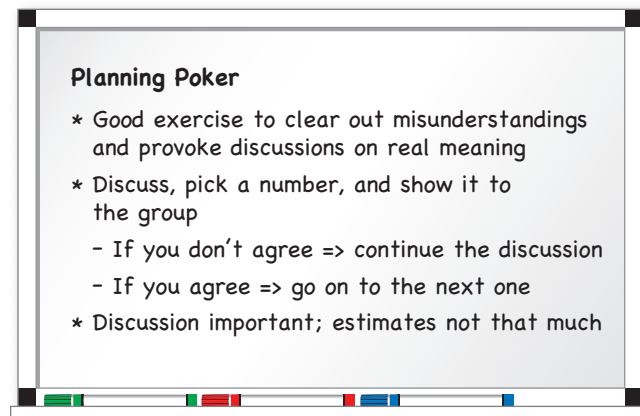 Planning Poker
* Good exercise to clear out misunderstandings
and provoke discussions on real meaning
* Discuss, pick a number, and show it to
the group
- If you don't agree => continue the discussion
- If you agree => go on to the next one
* Discussion important; estimates not that much